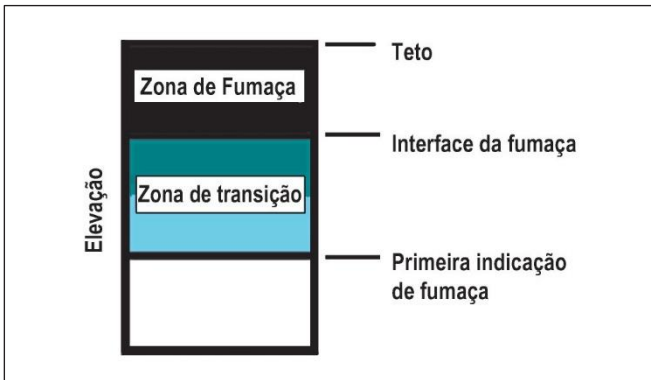 Teto
Zona de Fumaça
Interface da fumaça
Elevação
Zona de transição
Primeira indicação
de fumaça